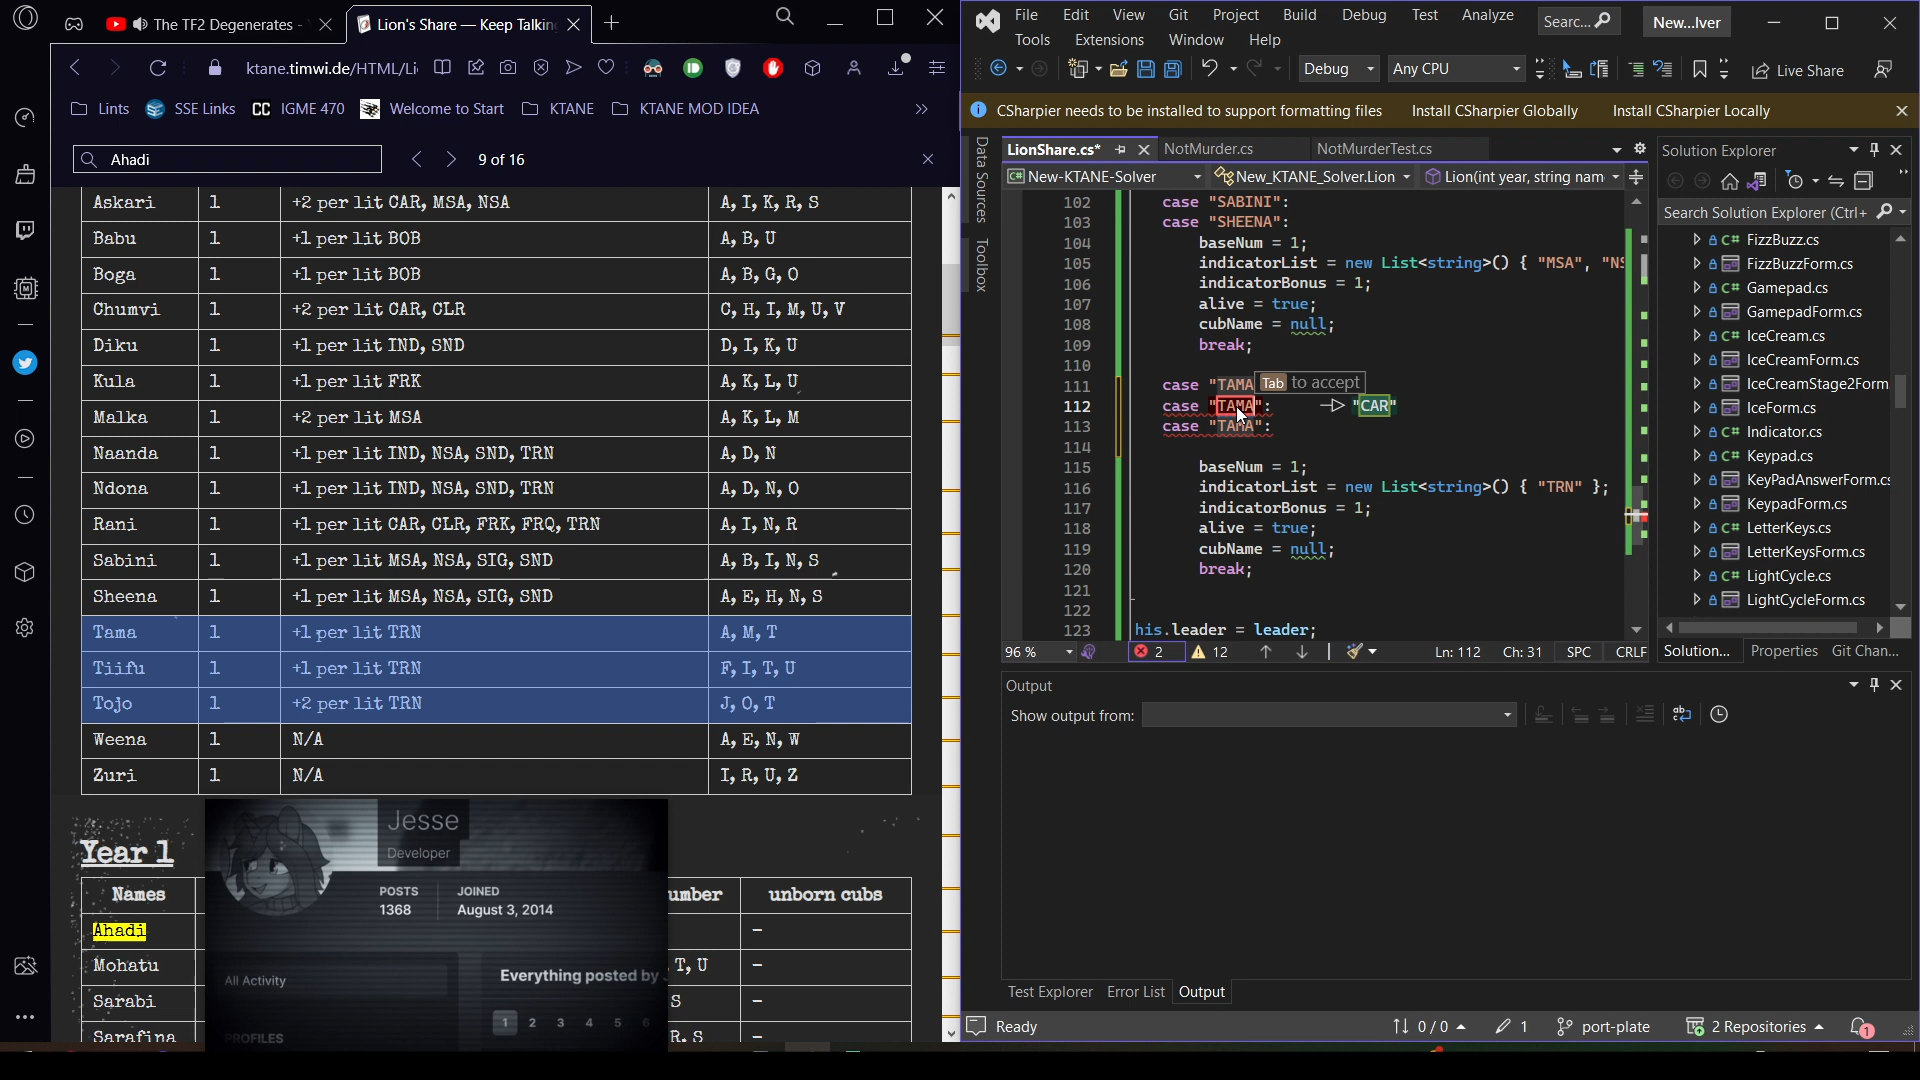 The TF2 Degenerates -
Lion's Share — Keep Talkin
ktane.timwi.de/HTML/Li
Lints
SSE Links
CC IGME 470
Welcome to Start
KTANE
KTANE MOD IDEA
Ahadi
9 of 16
Askari 1 +2 per lit CAR, MSA, NSA A, I, K, R, S
Babu 1 +1 per lit BOB A, B, U
Boga 1 +1 per lit BOB A, B, G, O
Chumvi 1 +2 per lit CAR, CLR C, H, I, M, U, V
Diku 1 +1 per lit IND, SND D, I, K, U
Kula 1 +1 per lit FRK A, K, L, U
Malka 1 +2 per lit MSA A, K, L, M
Naanda 1 +1 per lit IND, NSA, SND, TRN A, D, N
Ndona 1 +1 per lit IND, NSA, SND, TRN A, D, N, O
Rani 1 +1 per lit CAR, CLR, FRK, FRQ, TRN A, I, N, R
Sabini 1 +1 per lit MSA, NSA, SIG, SND A, B, I, N, S
Sheena 1 +1 per lit MSA, NSA, SIG, SND A, E, H, N, S
Tama 1 +1 per lit TRN A, M, T
Tiifu 1 +1 per lit TRN F, I, T, U
Tojo 1 +2 per lit TRN J, O, T
Weena 1 N/A A, E, N, W
Zuri 1 N/A I, R, U, Z
Year 1
Names umber unborn cubs
Ahadi –
Mohatu T, U –
Sarabi S –
Sarafina R, S –
Jesse
Developer
POSTS JOINED
1368 August 3, 2014
All Activity
Everything posted by
PROFILES
1 2 3 4 5 6
File Edit View Git Project Build Debug Test Analyze
Tools Extensions Window Help
Searc...
New...lver
Debug
Any CPU
Live Share
CSharpier needs to be installed to support formatting files
Install CSharpier Globally
Install CSharpier Locally
Data Sources
Toolbox
LionShare.cs*
NotMurder.cs
NotMurderTest.cs
New-KTANE-Solver
New_KTANE_Solver.Lion
Lion(int year, string nam
102 case "SABINI":
103 case "SHEENA":
104 baseNum = 1;
105 indicatorList = new List<string>() { "MSA", "NS
106 indicatorBonus = 1;
107 alive = true;
108 cubName = null;
109 break;
110
111 case "TAMA Tab to accept
112 case "TAMA": "CAR"
113 case "TAMA":
114
115 baseNum = 1;
116 indicatorList = new List<string>() { "TRN" };
117 indicatorBonus = 1;
118 alive = true;
119 cubName = null;
120 break;
121
122
123 his.leader = leader;
96 %
2
12
Ln: 112 Ch: 31 SPC CRLF
Solution Explorer
Search Solution Explorer (Ctrl+
C# FizzBuzz.cs
FizzBuzzForm.cs
C# Gamepad.cs
GamepadForm.cs
C# IceCream.cs
IceCreamForm.cs
IceCreamStage2Form
IceForm.cs
C# Indicator.cs
C# Keypad.cs
KeyPadAnswerForm.cs
KeypadForm.cs
C# LetterKeys.cs
LetterKeysForm.cs
C# LightCycle.cs
LightCycleForm.cs
Solution... Properties Git Chan...
Output
Show output from:
Test Explorer Error List Output
Ready
0 / 0
1
port-plate
2 Repositories
1